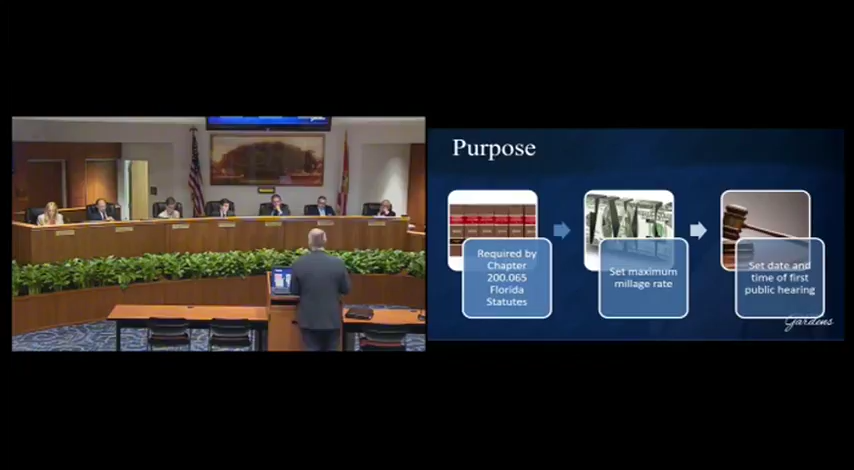 Purpose
Required by
Chapter
200.065
Florida
Statutes
Set maximum
millage rate
Set date and
time of first
public hearing
Gardens